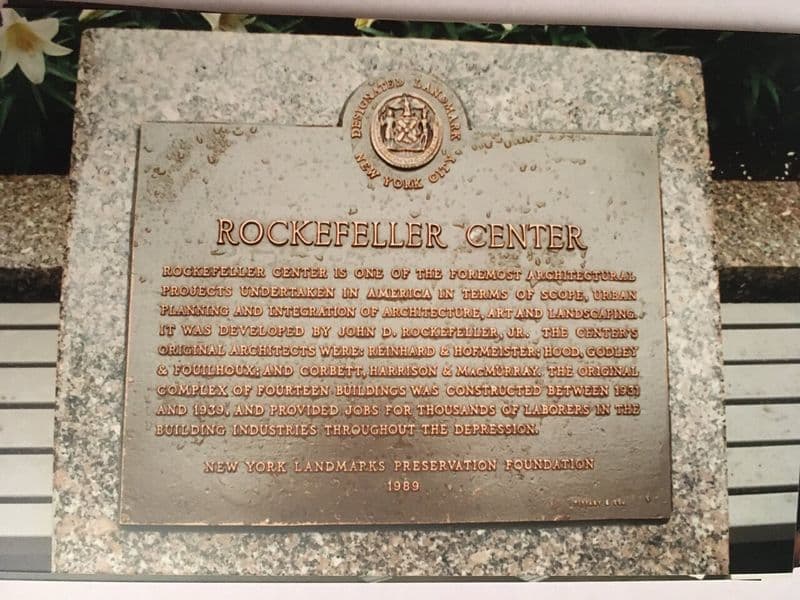 DESIGNATED LANDMARK
NEW YORK CITY
ROCKEFELLER CENTER
ROCKEFELLER CENTER IS ONE OF THE FOREMOST ARCHITECTURAL
PROJECTS UNDERTAKEN IN AMERICA IN TERMS OF SCOPE, URBAN
PLANNING AND INTEGRATION OF ARCHITECTURE, ART AND LANDSCAPING.
IT WAS DEVELOPED BY JOHN D. ROCKEFELLER, JR. THE CENTER'S
ORIGINAL ARCHITECTS WERE: REINHARD & HOFMEISTER; HOOD, GODLEY
& FOUILHOUX; AND CORBETT, HARRISON & MACMURRAY. THE ORIGINAL
COMPLEX OF FOURTEEN BUILDINGS WAS CONSTRUCTED BETWEEN 1931
AND 1939, AND PROVIDED JOBS FOR THOUSANDS OF LABORERS IN THE
BUILDING INDUSTRIES THROUGHOUT THE DEPRESSION.
NEW YORK LANDMARKS PRESERVATION FOUNDATION
1989
TIFFANY & CO.